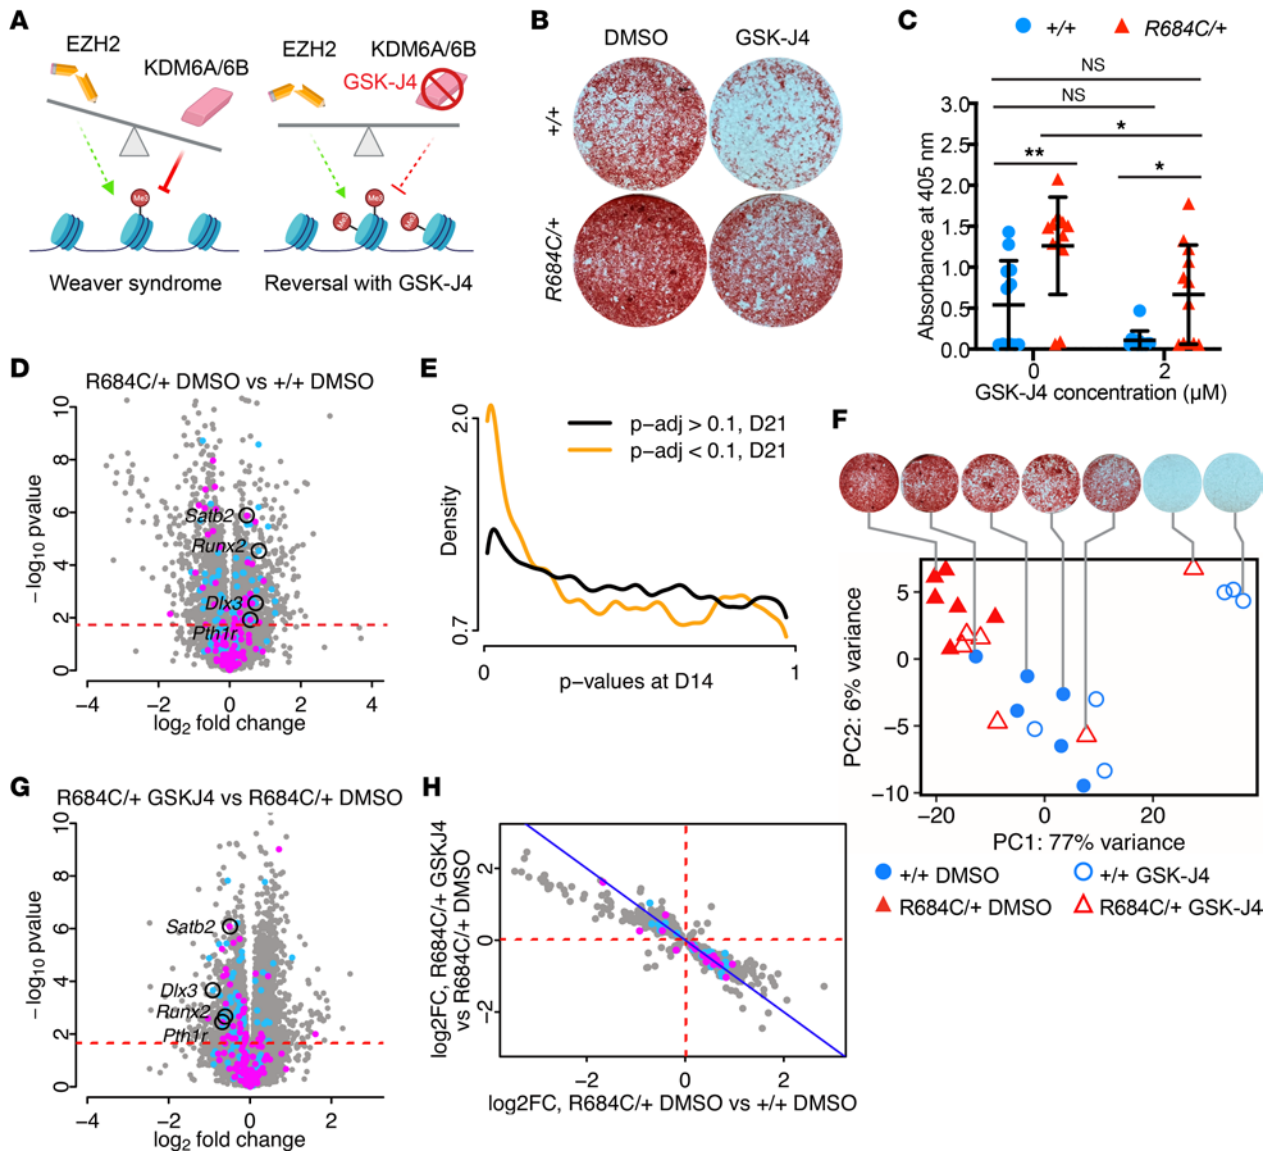 A
EZH2
KDM6A/6B
Me3
Weaver syndrome
EZH2
KDM6A/6B
GSK-J4
Me3
Reversal with GSK-J4
B
DMSO
GSK-J4
+/+
R684C/+
C
+/+
R684C/+
NS
NS
*
**
*
3.0
2.5
2.0
1.5
1.0
0.5
0.0
Absorbance at 405 nm
0
2
GSK-J4 concentration (µM)
D
R684C/+ DMSO vs +/+ DMSO
10
8
6
4
2
0
−log10 pvalue
Satb2
Runx2
Dlx3
Pth1r
−4
−2
0
2
4
log2 fold change
E
2.0
0.7
Density
p−adj > 0.1, D21
p−adj < 0.1, D21
0
1
p−values at D14
F
5
0
−5
−10
PC2: 6% variance
−20
0
20
PC1: 77% variance
+/+ DMSO
+/+ GSK-J4
R684C/+ DMSO
R684C/+ GSK-J4
G
R684C/+ GSKJ4 vs R684C/+ DMSO
10
8
6
4
2
0
−log10 pvalue
Satb2
Dlx3
Runx2
Pth1r
−4
−2
0
2
log2 fold change
H
2
0
−2
log2FC, R684C/+ GSKJ4
vs R684C/+ DMSO
−2
0
2
log2FC, R684C/+ DMSO vs +/+ DMSO